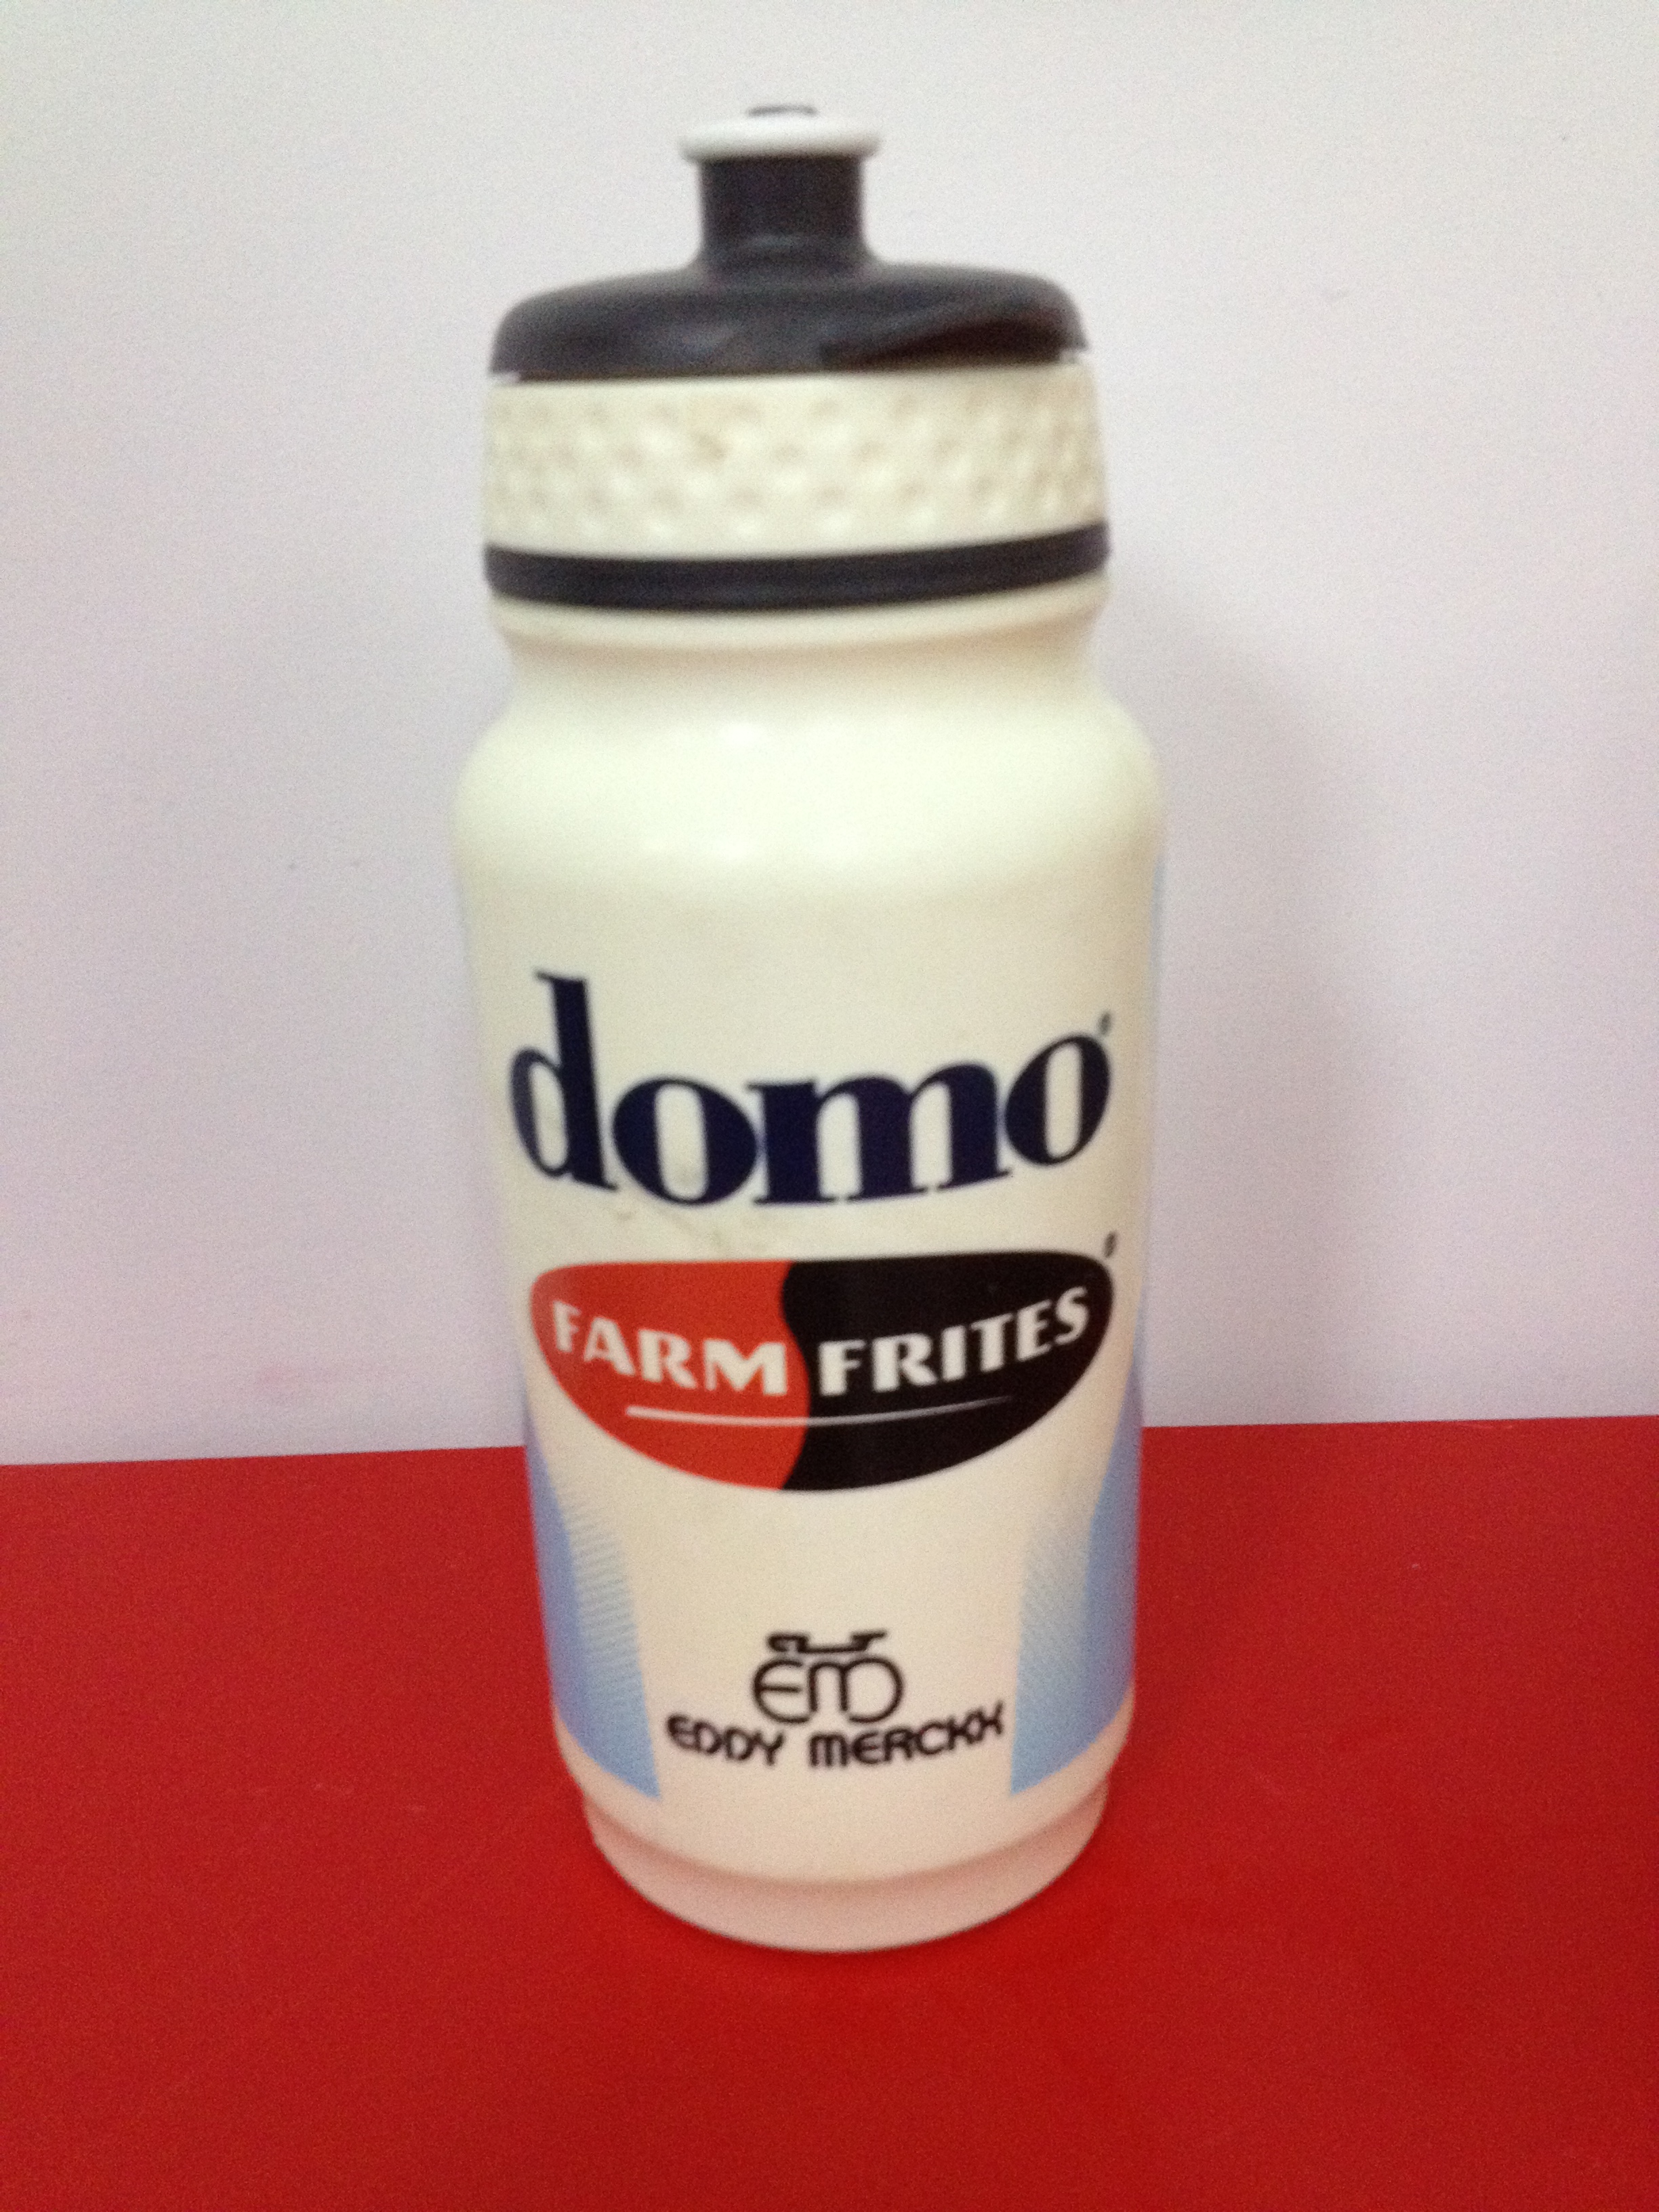 domo
FARM FRITES
EM
EDDY MERCKX